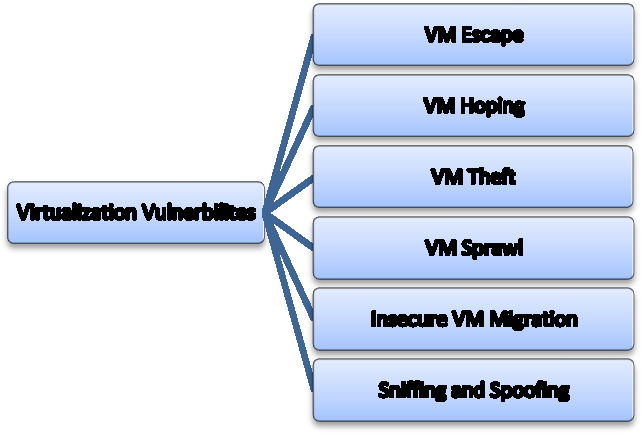 VM Escape
VM Hoping
VM Theft
Virtualization Vulnerbilites
VM Sprawl
Insecure VM Migration
Sniffing and Spoofing